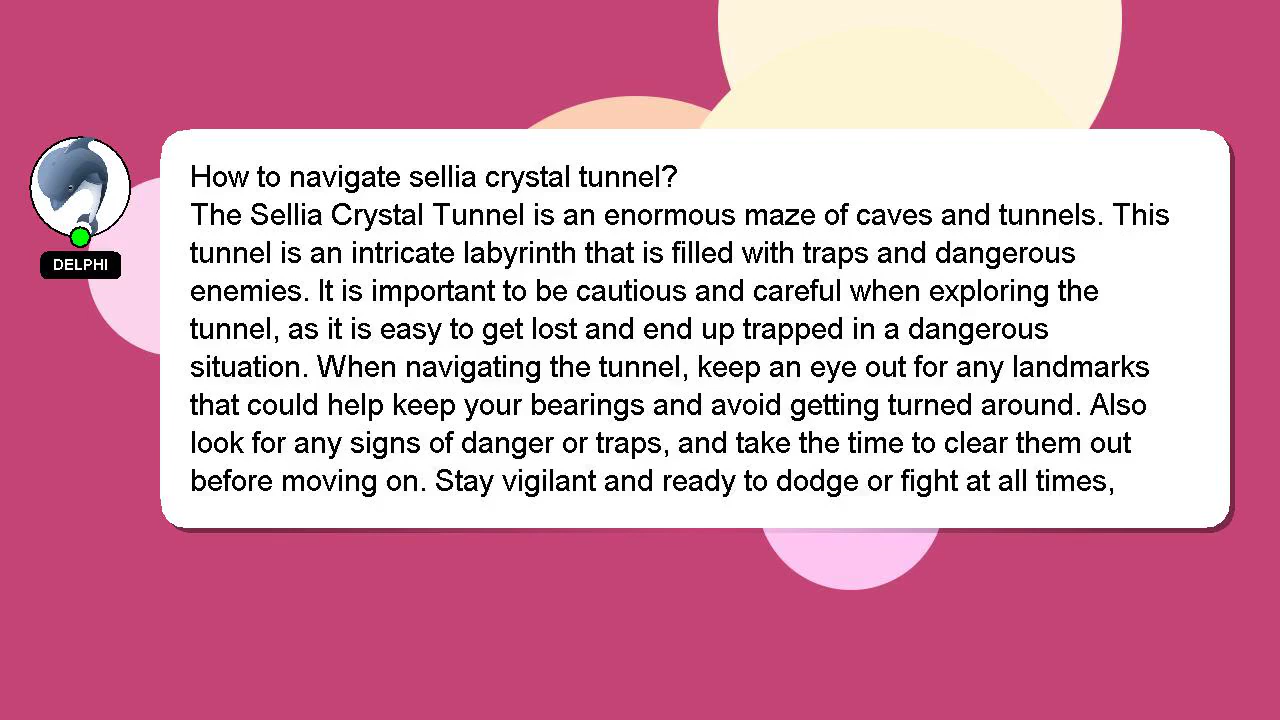 How to navigate sellia crystal tunnel?
The Sellia Crystal Tunnel is an enormous maze of caves and tunnels. This
tunnel is an intricate labyrinth that is filled with traps and dangerous
enemies. It is important to be cautious and careful when exploring the
tunnel, as it is easy to get lost and end up trapped in a dangerous
situation. When navigating the tunnel, keep an eye out for any landmarks
that could help keep your bearings and avoid getting turned around. Also
look for any signs of danger or traps, and take the time to clear them out
before moving on. Stay vigilant and ready to dodge or fight at all times,
DELPHI